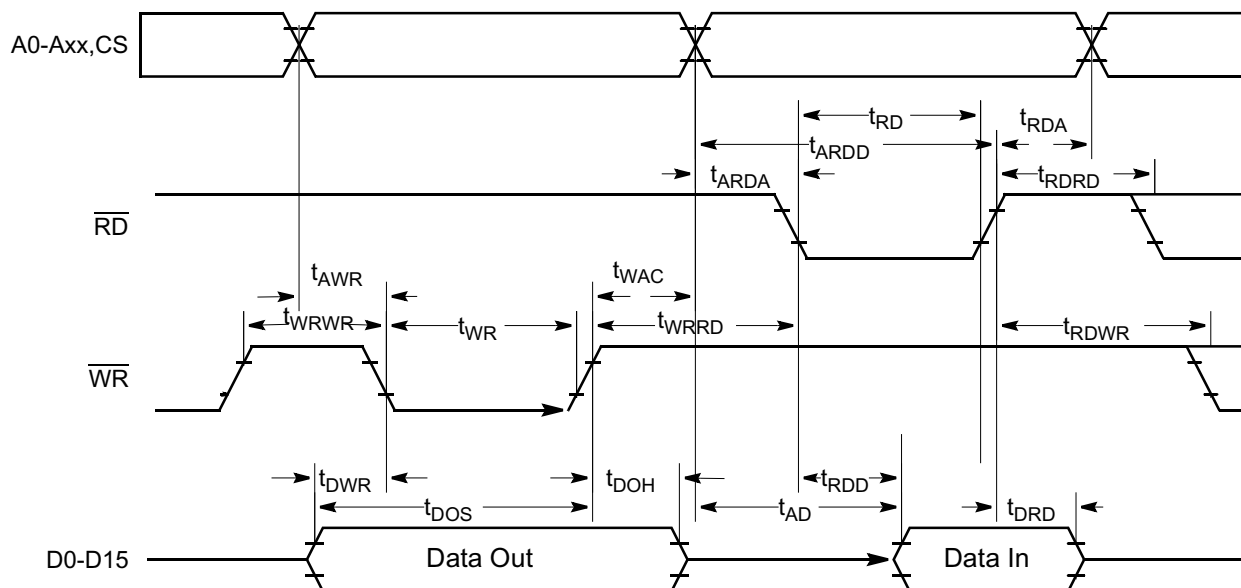 A0-Axx,CS
tRD
tRDA
tARDD
tARDA
tRDRD
RD
tAWR
tWAC
tWRWR
tWR
tWRRD
tRDWR
WR
tDWR
tDOH
tRDD
tDOS
tAD
tDRD
D0-D15
Data Out
Data In